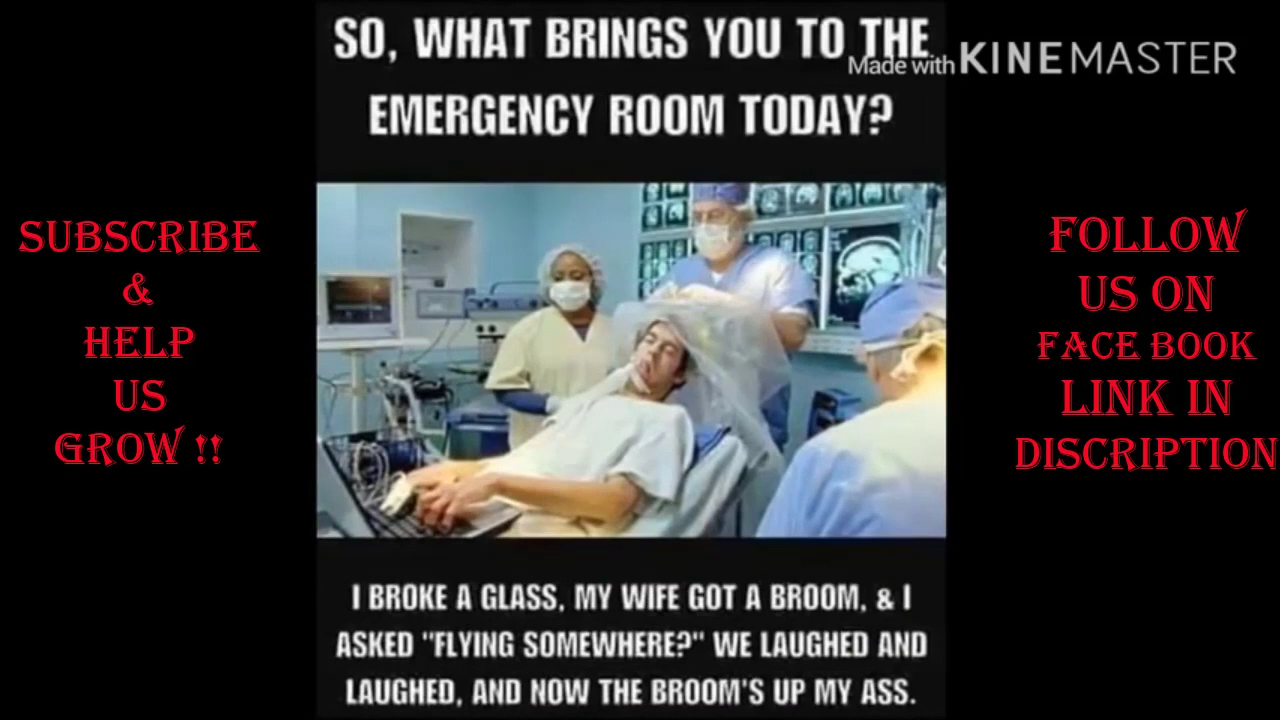 SO, WHAT BRINGS YOU TO THE
EMERGENCY ROOM TODAY?
Made with KINEMASTER
SUBSCRIBE
&
HELP
US
GROW !!
FOLLOW
US ON
FACE BOOK
LINK IN
DISCRIPTION
I BROKE A GLASS, MY WIFE GOT A BROOM, & I
ASKED "FLYING SOMEWHERE?" WE LAUGHED AND
LAUGHED, AND NOW THE BROOM'S UP MY ASS.